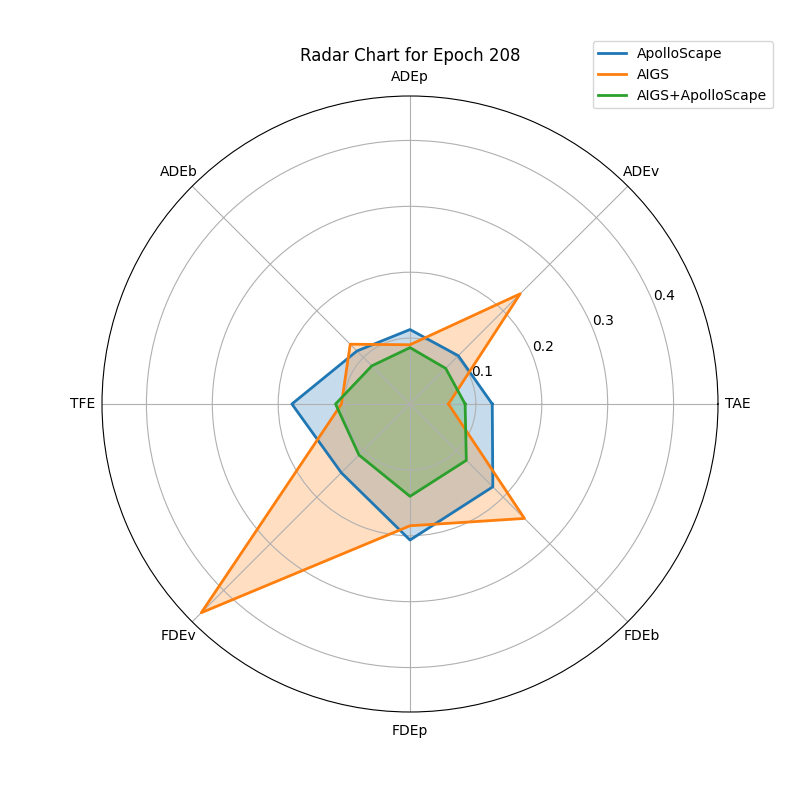 Radar Chart for Epoch 208
ApolloScape
AIGS
AIGS+ApolloScape
ADEp
ADEb
ADEv
0.4
0.3
0.2
0.1
TFE
TAE
FDEv
FDEb
FDEp